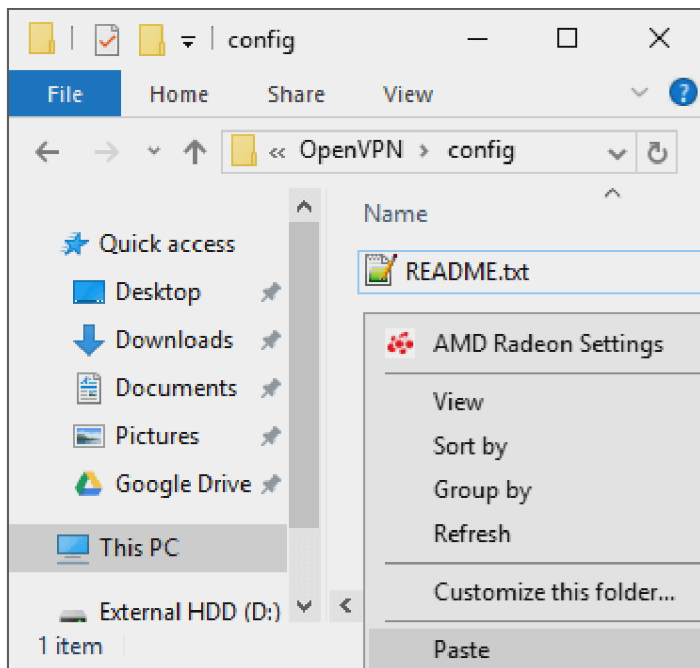 config
File Home Share View
« OpenVPN › config
Name
Quick access
README.txt
Desktop
Downloads
Documents
Pictures
Google Drive
This PC
External HDD (D:)
1 item
AMD Radeon Settings
View
Sort by
Group by
Refresh
Customize this folder...
Paste